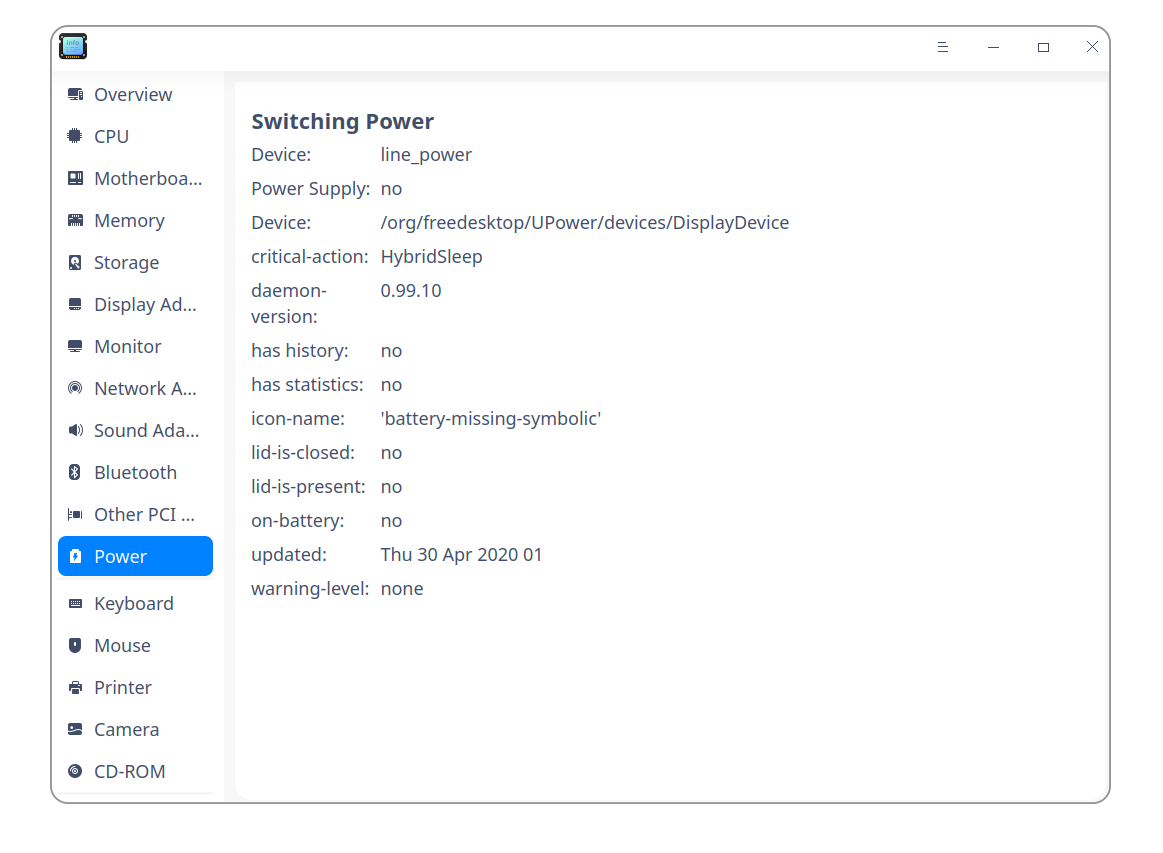 Overview
CPU
Motherboa...
Memory
Storage
Display Ad...
Monitor
Network A...
Sound Ada...
Bluetooth
Other PCI ...
Power
Keyboard
Mouse
Printer
Camera
CD-ROM
Switching Power
Device: line_power
Power Supply: no
Device: /org/freedesktop/UPower/devices/DisplayDevice
critical-action: HybridSleep
daemon- 0.99.10
version:
has history: no
has statistics: no
icon-name: 'battery-missing-symbolic'
lid-is-closed: no
lid-is-present: no
on-battery: no
updated: Thu 30 Apr 2020 01
warning-level: none